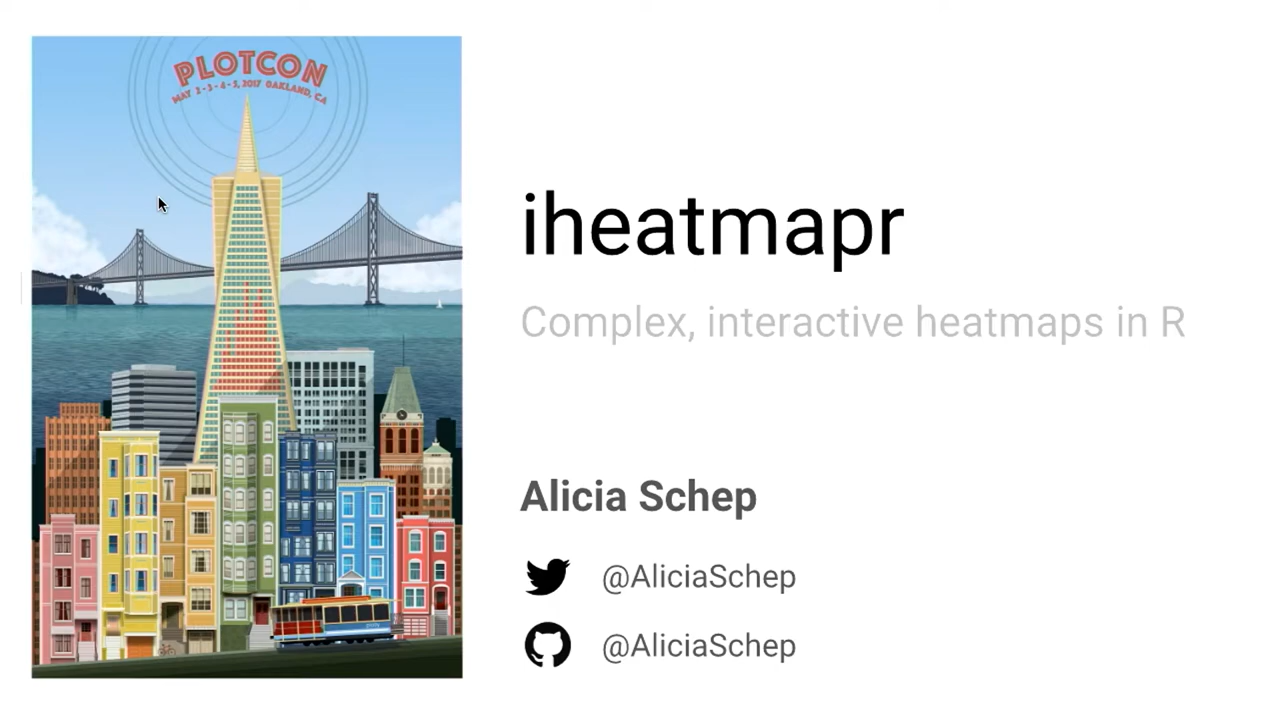 PLOTCON
MAY 2-3-4-5, 2017 OAKLAND, CA
iheatmapr
Complex, interactive heatmaps in R
Alicia Schep
@AliciaSchep
@AliciaSchep